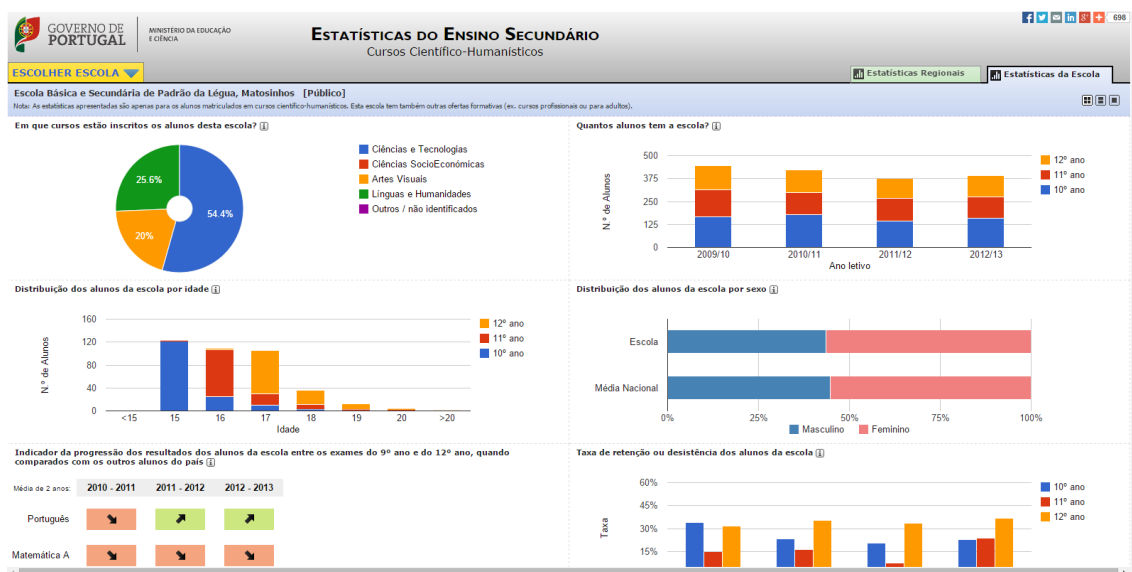 GOVERNO DE
PORTUGAL
MINISTÉRIO DA EDUCAÇÃO
E CIÊNCIA
ESTATÍSTICAS DO ENSINO SECUNDÁRIO
Cursos Científico-Humanísticos
698
ESCOLHER ESCOLA
Estatísticas Regionais
Estatísticas da Escola
Escola Básica e Secundária de Padrão da Légua, Matosinhos [Público]
Nota: As estatísticas apresentadas são apenas para os alunos matriculados em cursos científico-humanísticos. Esta escola tem também outras ofertas formativas (ex. cursos profissionais ou para adultos).
Em que cursos estão inscritos os alunos desta escola?
25.6%
54.4%
20%
Ciências e Tecnologias
Ciências SocioEconómicas
Artes Visuais
Línguas e Humanidades
Outros / não identificados
Quantos alunos tem a escola?
N.º de Alunos
500
375
250
125
0
2009/10 2010/11 2011/12 2012/13
Ano letivo
12º ano
11º ano
10º ano
Distribuição dos alunos da escola por idade
N.º de Alunos
160
120
80
40
0
<15 15 16 17 18 19 20 >20
Idade
12º ano
11º ano
10º ano
Distribuição dos alunos da escola por sexo
Escola
Média Nacional
0% 25% 50% 75% 100%
Masculino Feminino
Indicador da progressão dos resultados dos alunos da escola entre os exames do 9º ano e do 12º ano, quando
comparados com os outros alunos do país
Média de 2 anos: 2010 - 2011 2011 - 2012 2012 - 2013
Português
Matemática A
Taxa de retenção ou desistência dos alunos da escola
Taxa
60%
45%
30%
15%
10º ano
11º ano
12º ano